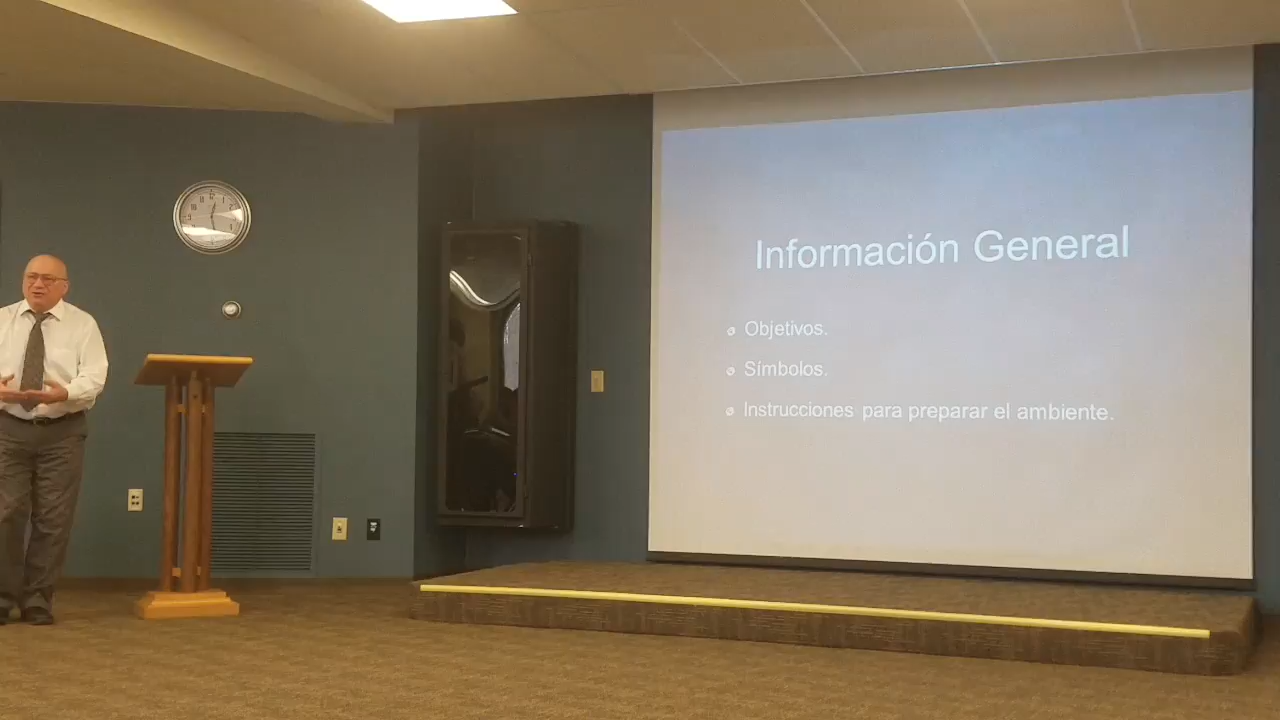 Información General
Objetivos.
Símbolos.
Instrucciones para preparar el ambiente.